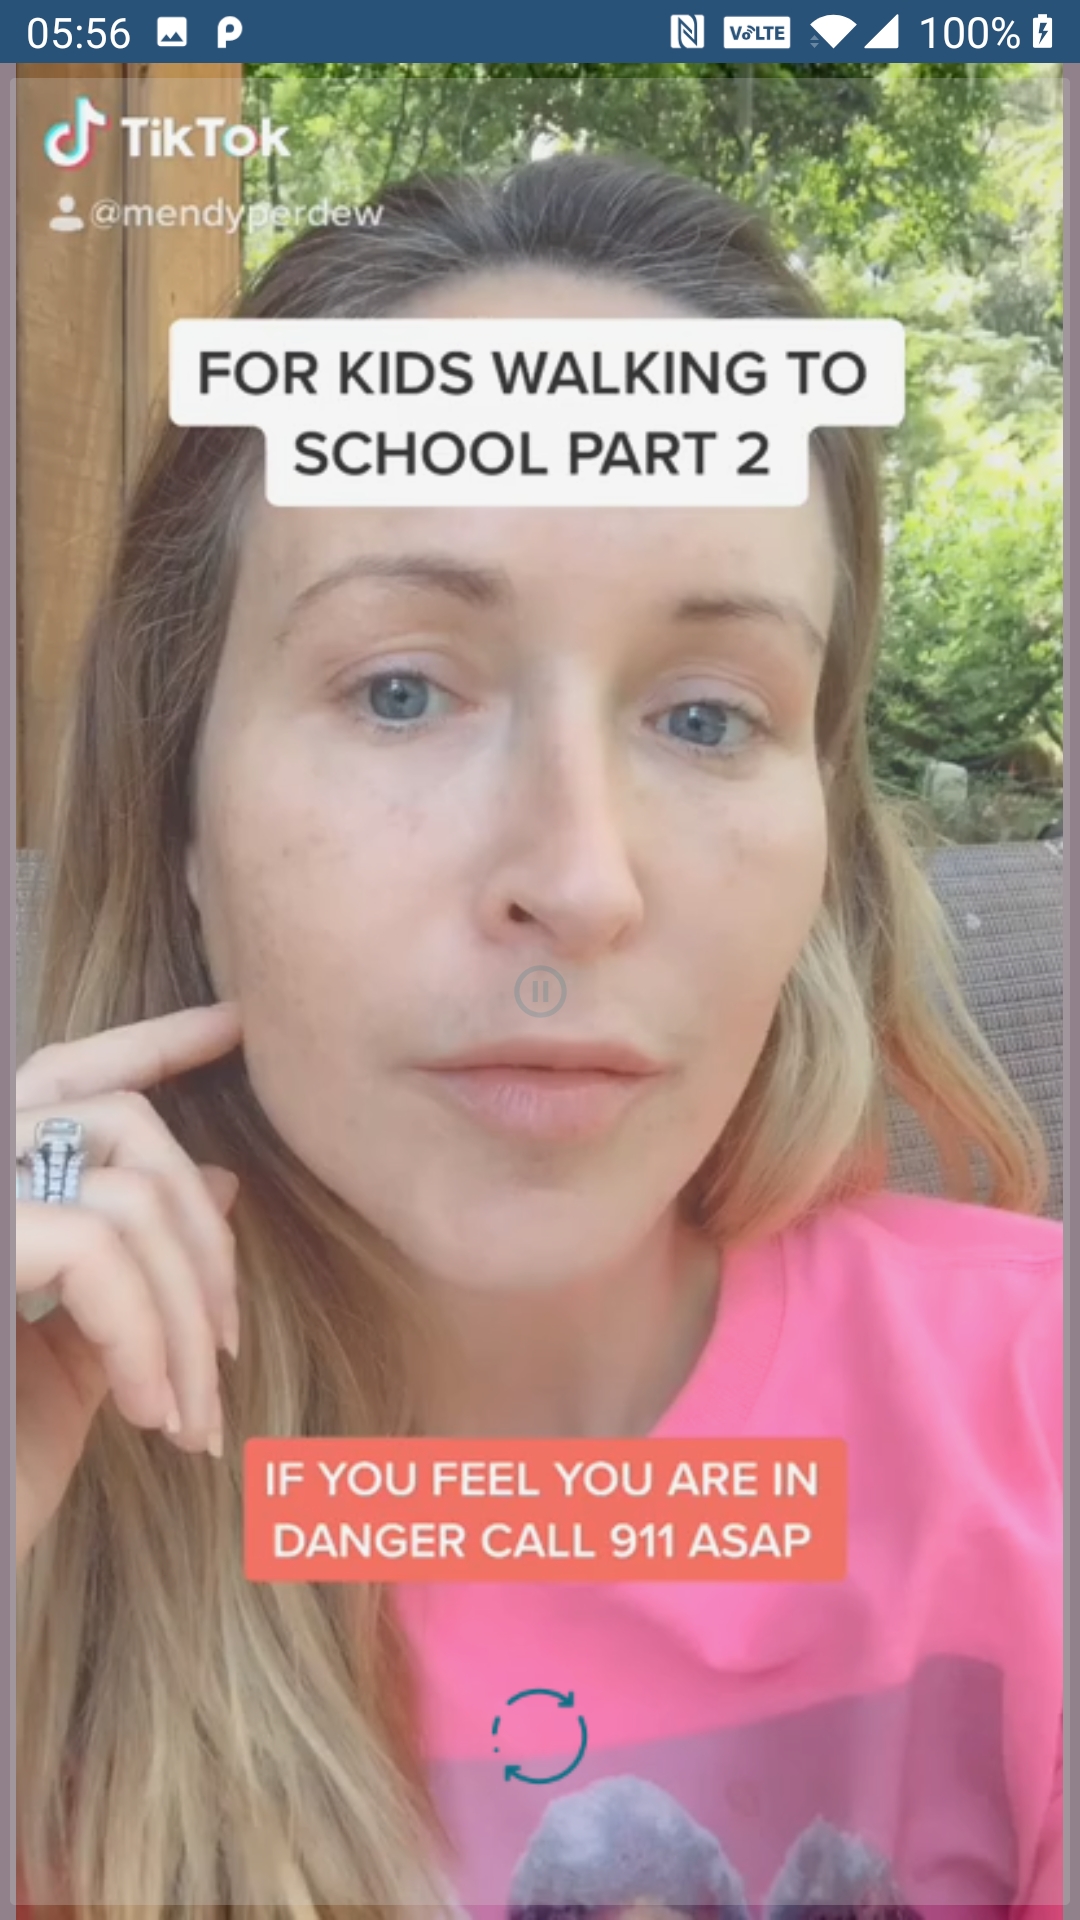 05:56
VoLTE
100%
TikTok
@mendyperdew
FOR KIDS WALKING TO
SCHOOL PART 2
IF YOU FEEL YOU ARE IN
DANGER CALL 911 ASAP